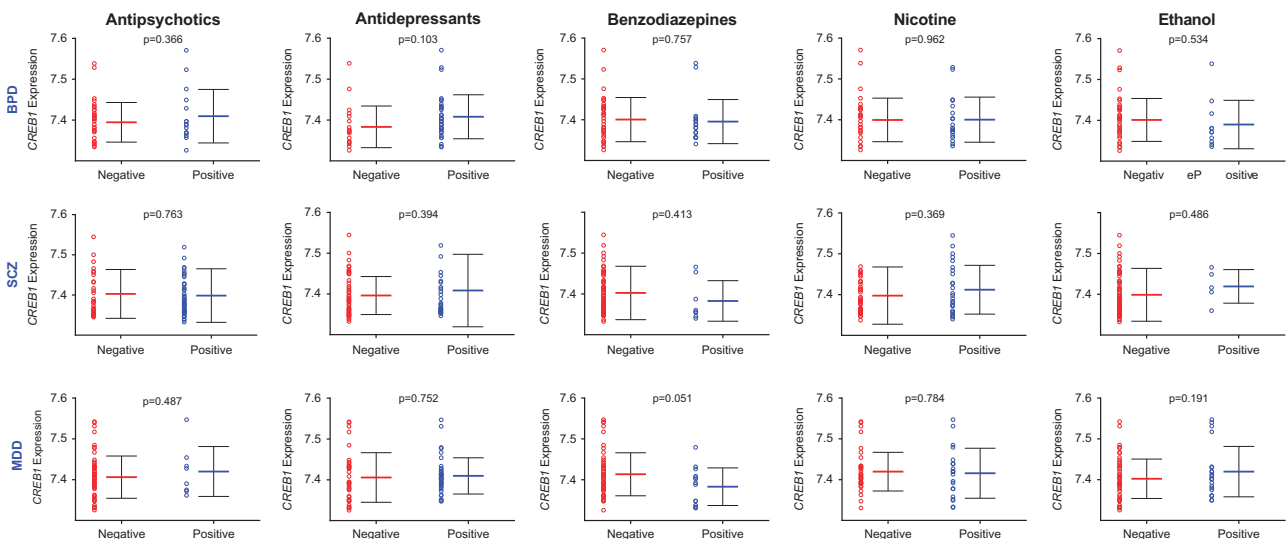 Antipsychotics Antidepressants Benzodiazepines Nicotine Ethanol
BPD
CREB1 Expression
7.6
7.5
7.4
p=0.366
Negative Positive
CREB1 Expression
7.6
7.5
7.4
p=0.103
Negative Positive
CREB1 Expression
7.6
7.5
7.4
p=0.757
Negative Positive
CREB1 Expression
7.6
7.5
7.4
p=0.962
Negative Positive
CREB1 Expression
7.6
7.5
7.4
p=0.534
Negativ eP ositive
SCZ
CREB1 Expression
7.6
7.5
7.4
p=0.763
Negative Positive
CREB1 Expression
7.6
7.5
7.4
p=0.394
Negative Positive
CREB1 Expression
7.6
7.5
7.4
p=0.413
Negative Positive
CREB1 Expression
7.6
7.5
7.4
p=0.369
Negative Positive
CREB1 Expression
7.6
7.5
7.4
p=0.486
Negative Positive
MDD
CREB1 Expression
7.6
7.5
7.4
p=0.487
Negative Positive
CREB1 Expression
7.6
7.5
7.4
p=0.752
Negative Positive
CREB1 Expression
7.6
7.5
7.4
p=0.051
Negative Positive
CREB1 Expression
7.6
7.5
7.4
p=0.784
Negative Positive
CREB1 Expression
7.6
7.5
7.4
p=0.191
Negative Positive